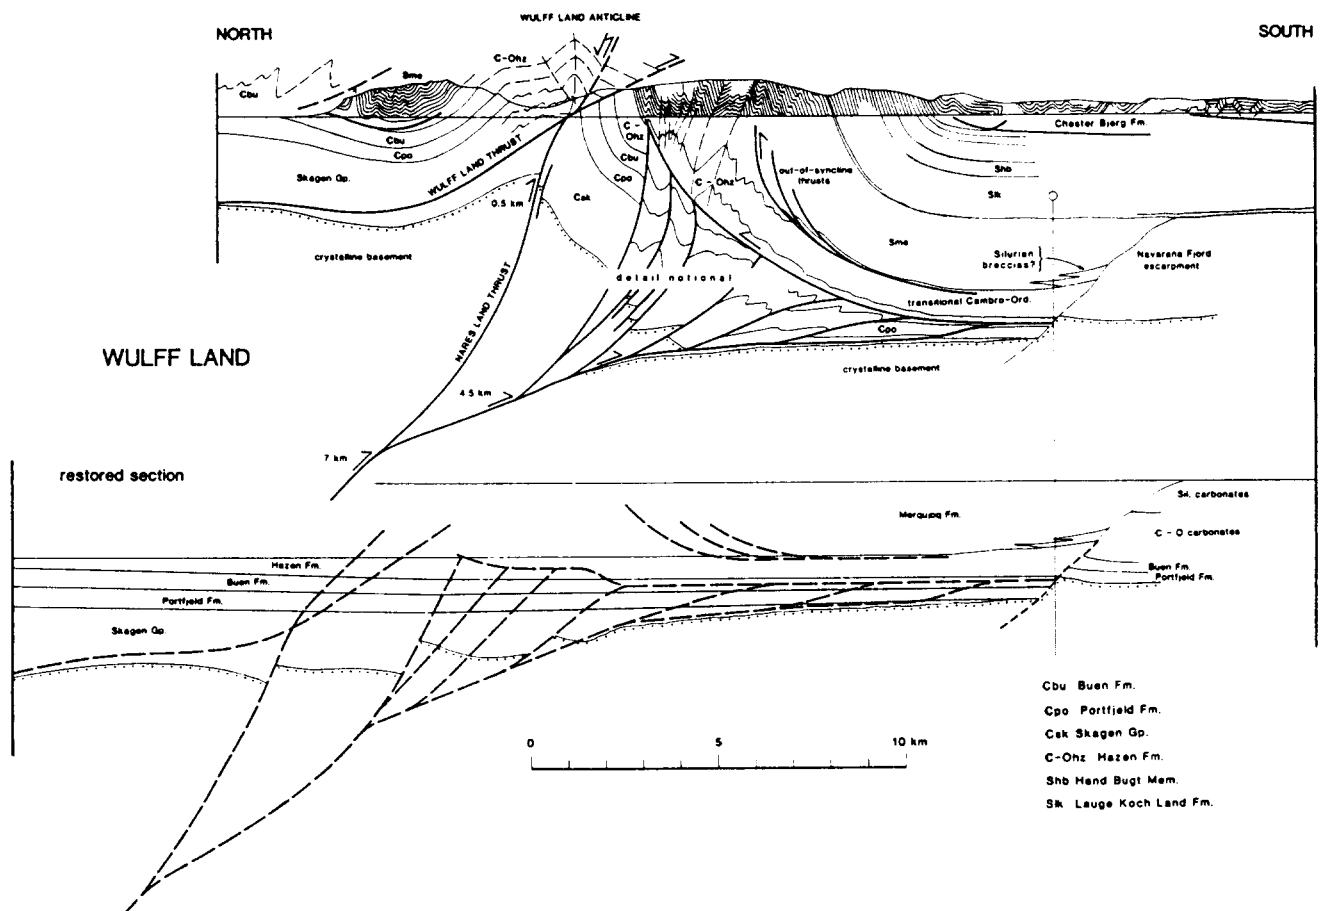 WULFF LAND ANTICLINE
NORTH
SOUTH
C-Ohz
Sme
Cbu
Chester Bjerg Fm.
C-
Ohz
Cbu
Cpo
Cbu
Cpo
WULFF LAND THRUST
C-Ohz
out-of-syncline
thrusts
Shb
Skagen Gp.
0.5 km
Csk
Slk
Sme
Silurian
breccias?
Navarana Fjord
escarpment
crystalline basement
detail notional
NARES LAND THRUST
transitional Cambro-Ord.
Cpo
WULFF LAND
crystalline basement
4.5 km
7 km
restored section
Sil. carbonates
Merqujoq Fm.
C-O carbonates
Hazen Fm.
Buen Fm.
Buen Fm.
Portfjeld Fm.
Portfjeld Fm.
Skagen Gp.
Cbu Buen Fm.
Cpo Portfjeld Fm.
Csk Skagen Gp.
C-Ohz Hazen Fm.
Shb Hand Bugt Mem.
Slk Lauge Koch Land Fm.
0 5 10 km